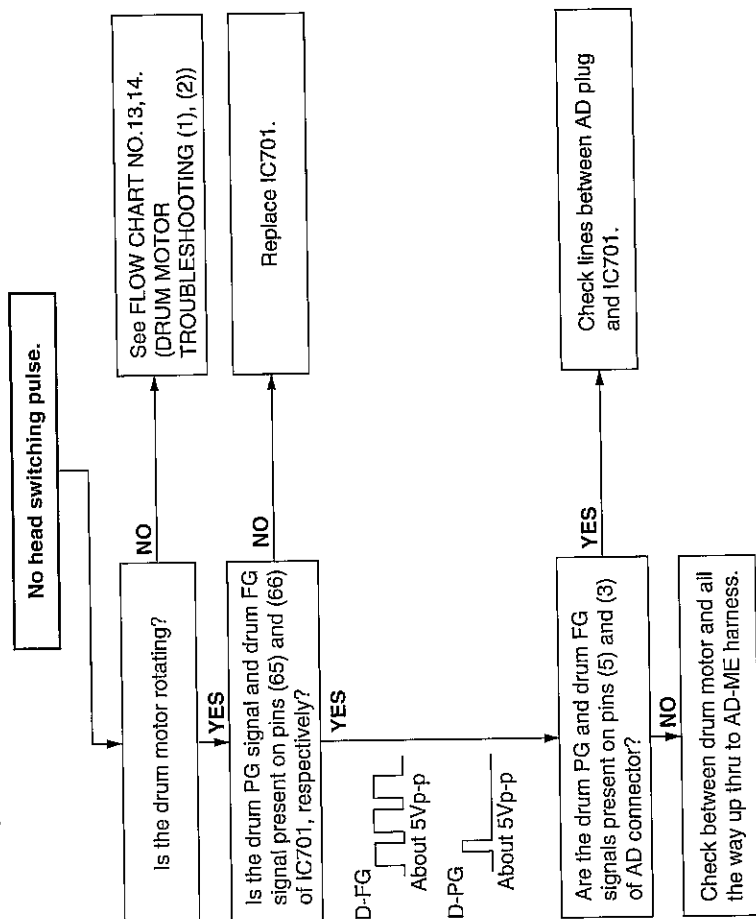 No head switching pulse.
Is the drum motor rotating?
NO
See FLOW CHART NO.13,14.
(DRUM MOTOR
TROUBLESHOOTING (1), (2))
YES
Is the drum PG signal and drum FG
signal present on pins (65) and (66)
of IC701, respectively?
NO
Replace IC701.
YES
D-FG
About 5Vp-p
D-PG
About 5Vp-p
Are the drum PG and drum FG
signals present on pins (5) and (3)
of AD connector?
YES
Check lines between AD plug
and IC701.
NO
Check between drum motor and all
the way up thru to AD-ME harness.